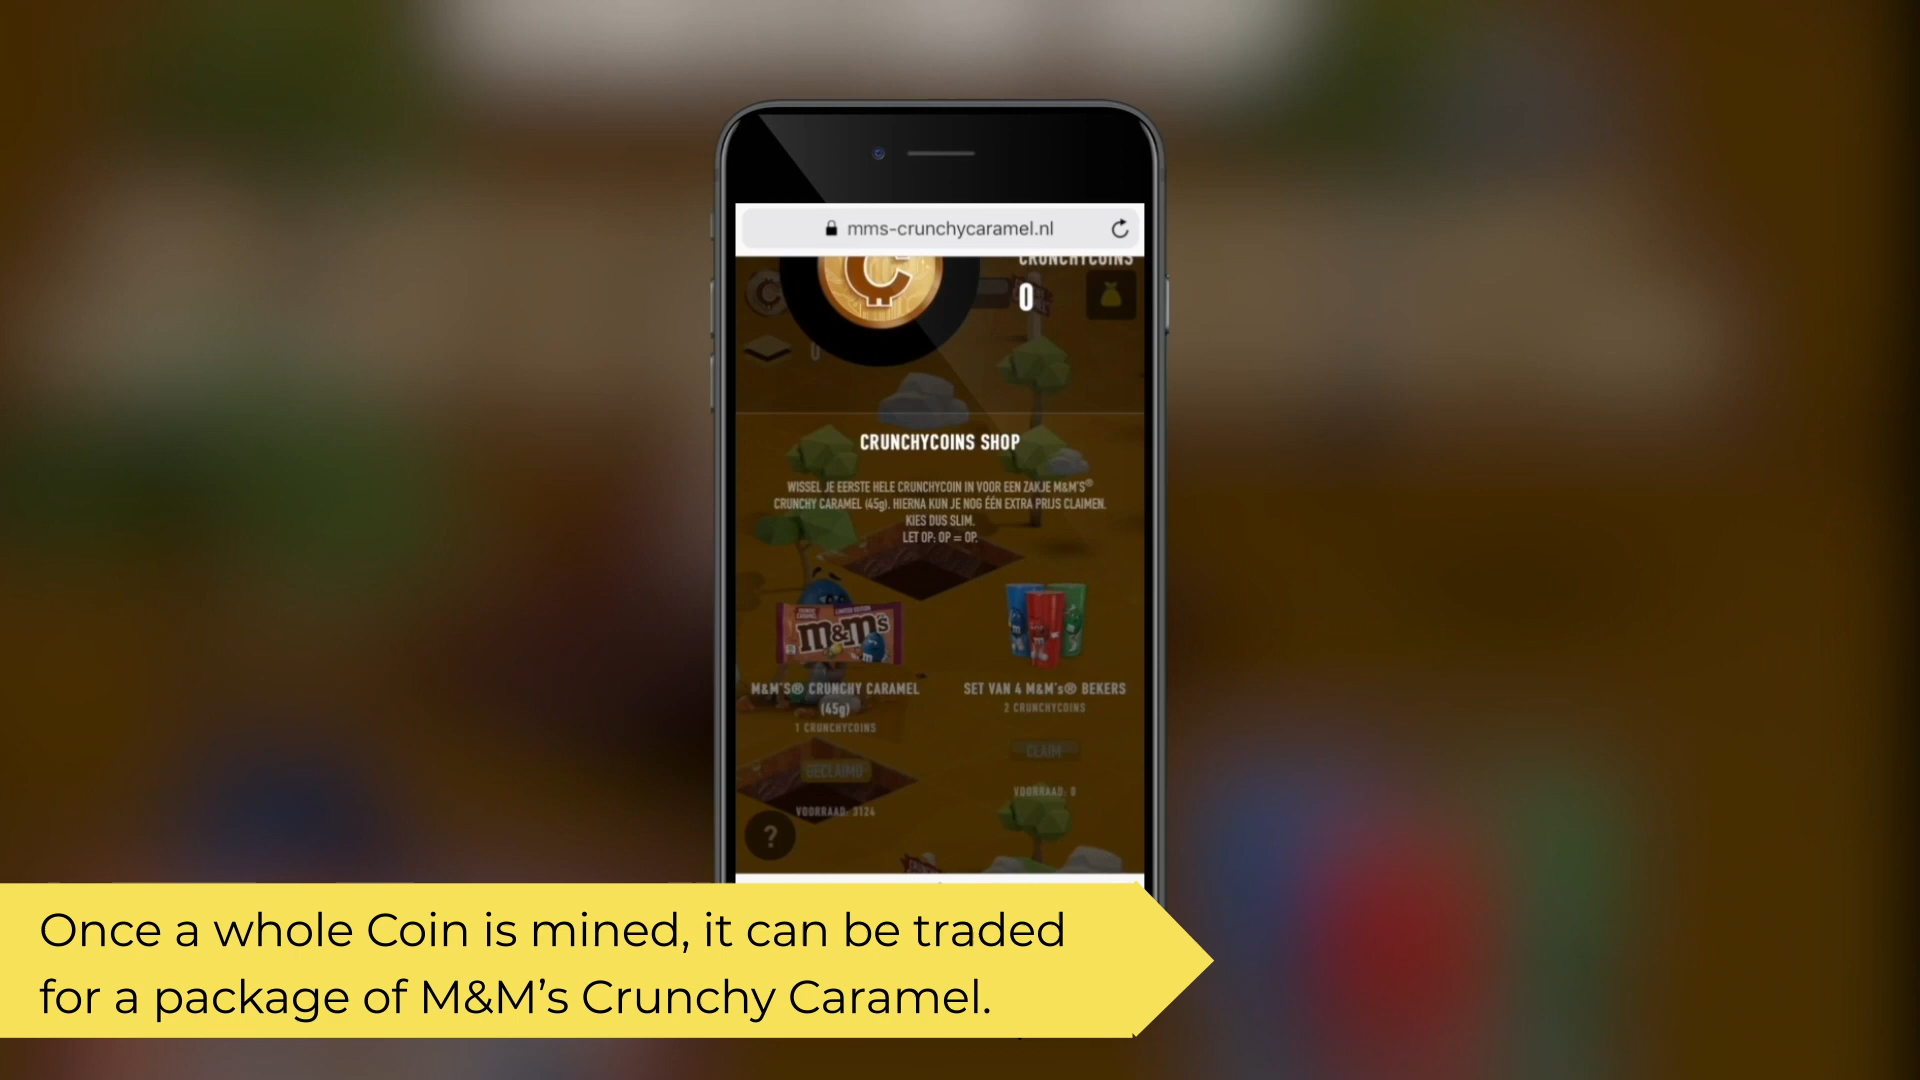 mms-crunchycaramel.nl
CRUNCHYCOINS
0
0
CRUNCHYCOINS SHOP
WISSEL JE EERSTE HELE CRUNCHYCOIN IN VOOR EEN ZAKJE M&M'S®
CRUNCHY CARAMEL (45g). HIERNA KUN JE NOG ÉÉN EXTRA PRIJS CLAIMEN.
KIES DUS SLIM.
LET OP: OP = OP.
m&m's
M&M'S® CRUNCHY CARAMEL
(45g)
1 CRUNCHYCOINS
GECLAIMD
VOORRAAD: 3124
SET VAN 4 M&M's® BEKERS
2 CRUNCHYCOINS
CLAIM
VOORRAAD: 0
?
Once a whole Coin is mined, it can be traded
for a package of M&M’s Crunchy Caramel.